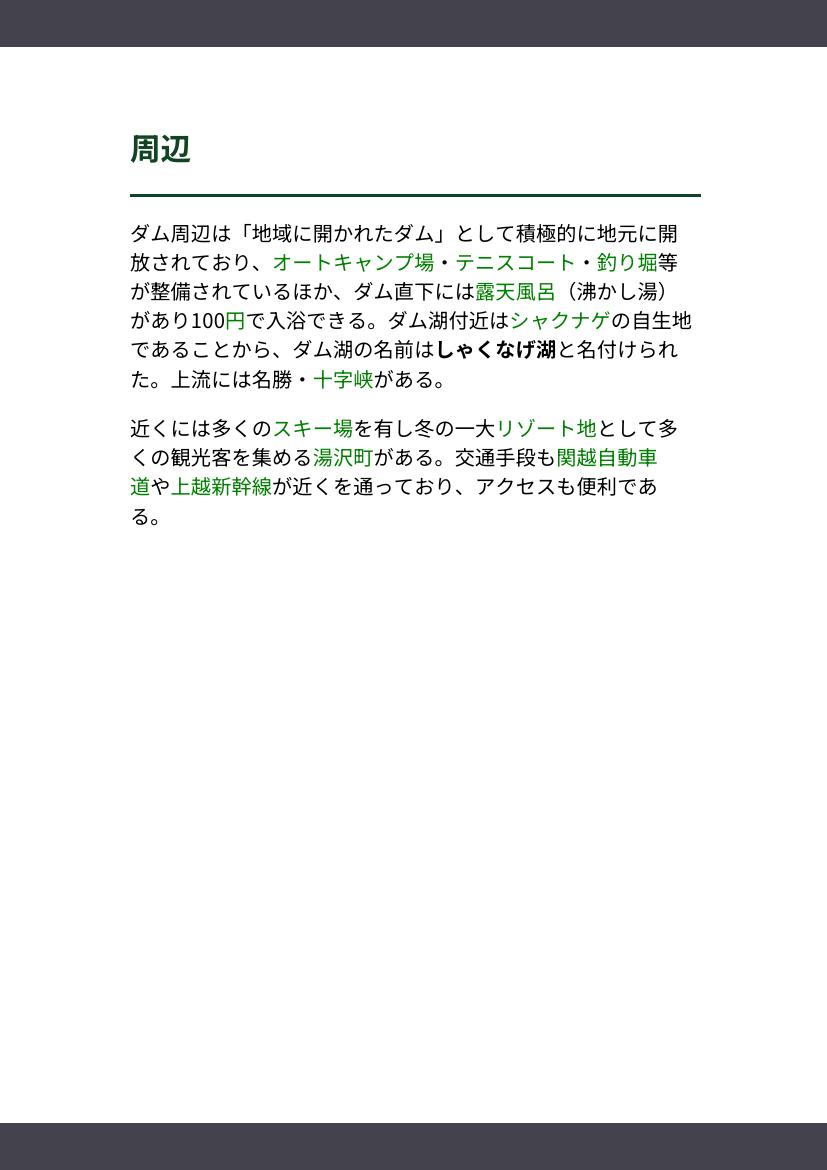 周辺
ダム周辺は「地域に開かれたダム」として積極的に地元に開
放されており、オートキャンプ場・テニスコート・釣り堀等
が整備されているほか、ダム直下には露天風呂（沸かし湯）
があり100円で入浴できる。ダム湖付近はシャクナゲの自生地
であることから、ダム湖の名前はしゃくなげ湖と名付けられ
た。上流には名勝・十字峡がある。
近くには多くのスキー場を有し冬の一大リゾート地として多
くの観光客を集める湯沢町がある。交通手段も関越自動車
道や上越新幹線が近くを通っており、アクセスも便利であ
る。